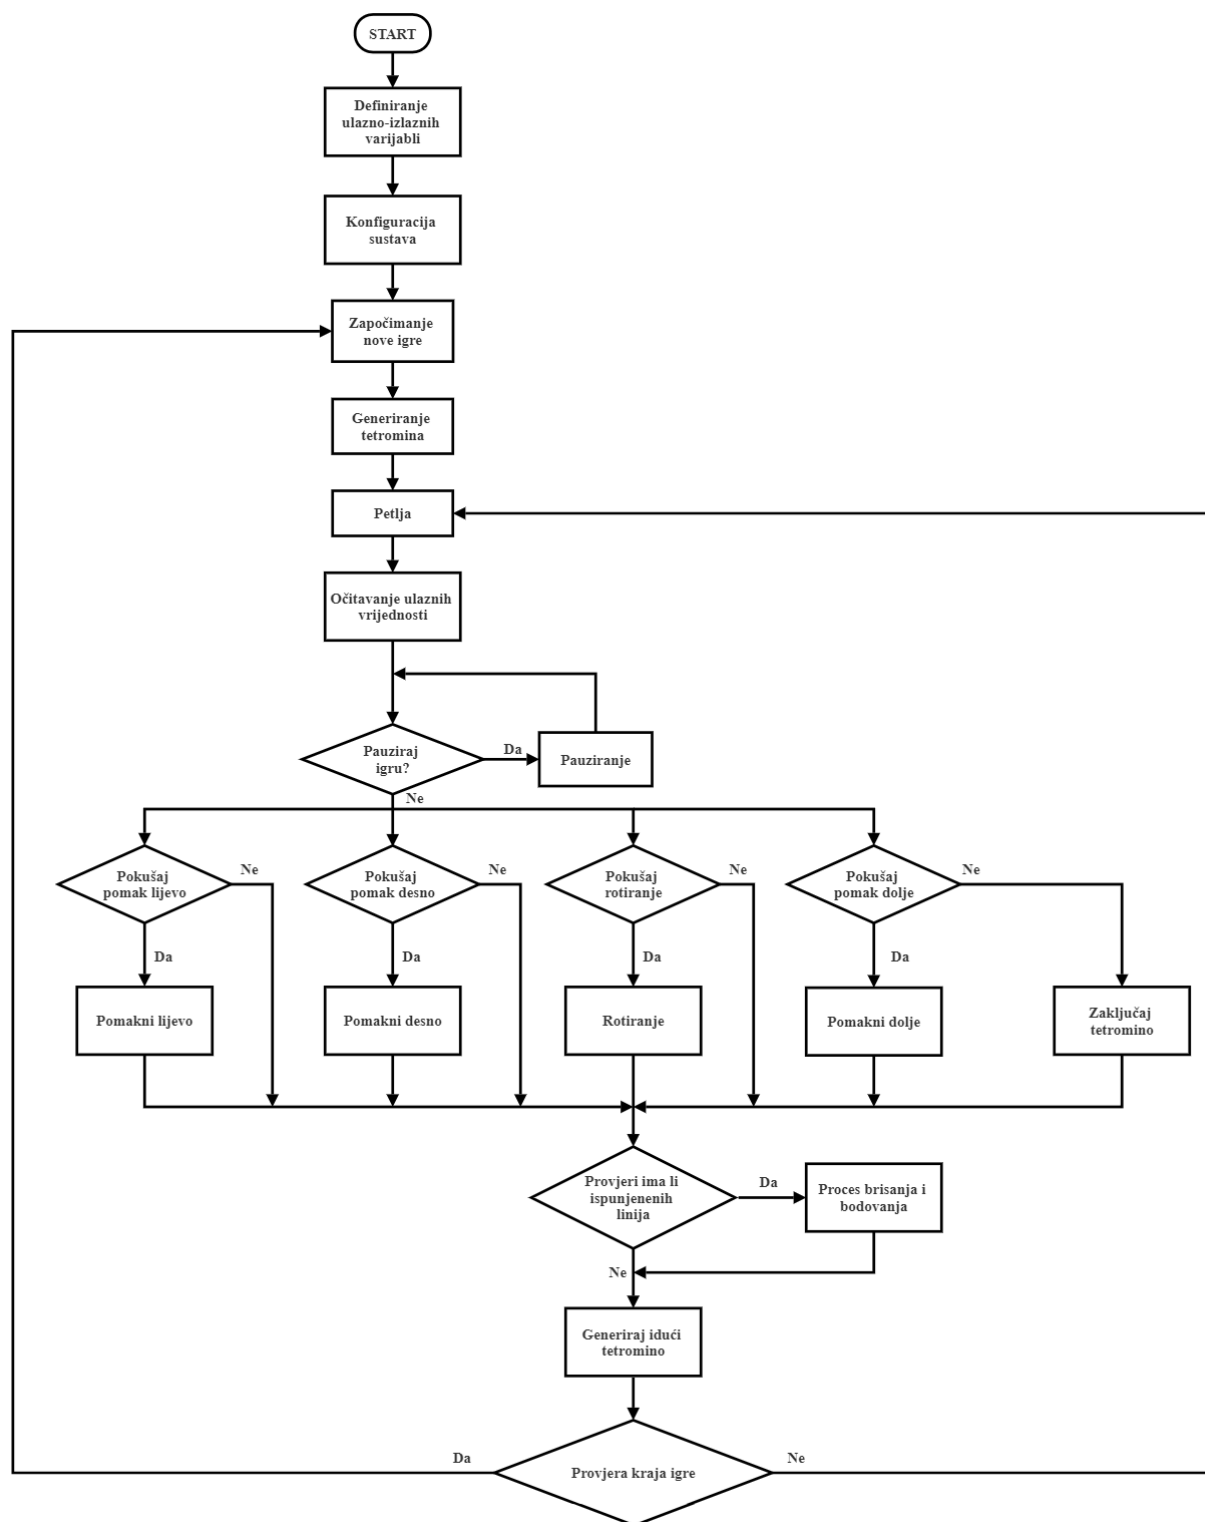 START
Definiranje
ulazno-izlaznih
varijabli
Konfiguracija
sustava
Započimanje
nove igre
Generiranje
tetromina
Petlja
Očitavanje ulaznih
vrijednosti
Pauziraj
igru?
Da
Pauziranje
Ne
Pokušaj
pomak lijevo
Ne
Pokušaj
pomak desno
Ne
Pokušaj
rotiranje
Ne
Pokušaj
pomak dolje
Ne
Da
Da
Da
Da
Pomakni lijevo
Pomakni desno
Rotiranje
Pomakni dolje
Zaključaj
tetromino
Provjeri ima li
ispunjenenih
linija
Da
Proces brisanja i
bodovanja
Ne
Generiraj idući
tetromino
Da
Provjera kraja igre
Ne